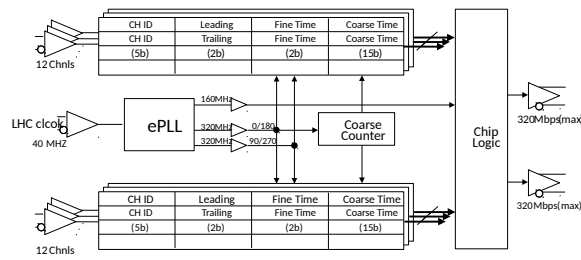 CH ID Leading Fine Time Coarse Time
CH ID Trailing Fine Time Coarse Time
(5b) (2b) (2b) (15b)
12 Chnls
160MHz
LHC clcok
40 MHZ
ePLL
320MHz 0/180
320MHz 90/270
Coarse
Counter
Chip
Logic
320Mbps(max)
320Mbps(max)
CH ID Leading Fine Time Coarse Time
CH ID Trailing Fine Time Coarse Time
(5b) (2b) (2b) (15b)
12 Chnls